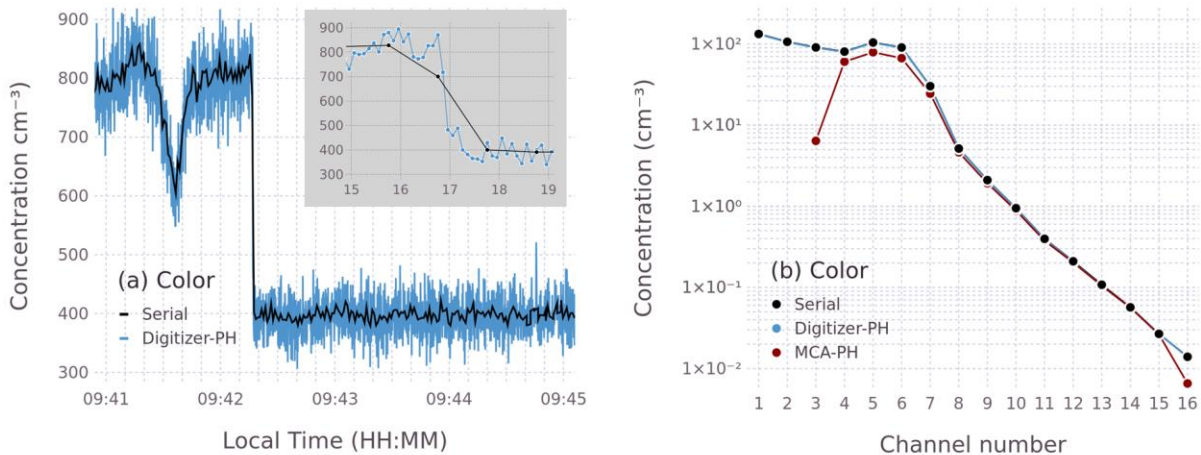 900
800
700
600
500
400
300
Concentration cm⁻³
(a) Color
Serial
Digitizer-PH
09:41 09:42 09:43 09:44 09:45
Local Time (HH:MM)
900
800
700
600
500
400
300
15 16 17 18 19
1×10²
1×10¹
1×10⁰
1×10⁻¹
1×10⁻²
Concentration (cm⁻³)
(b) Color
Serial
Digitizer-PH
MCA-PH
1 2 3 4 5 6 7 8 9 10 11 12 13 14 15 16
Channel number